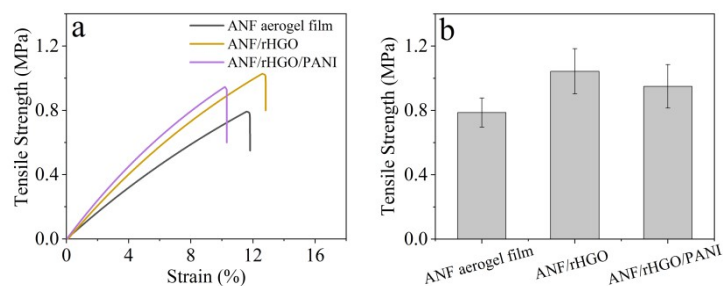 a
ANF aerogel film
ANF/rHGO
ANF/rHGO/PANI
Tensile Strength (MPa)
1.2
0.8
0.4
0.0
0 4 8 12 16
Strain (%)
b
Tensile Strength (MPa)
1.2
0.8
0.4
0.0
ANF aerogel film
ANF/rHGO
ANF/rHGO/PANI